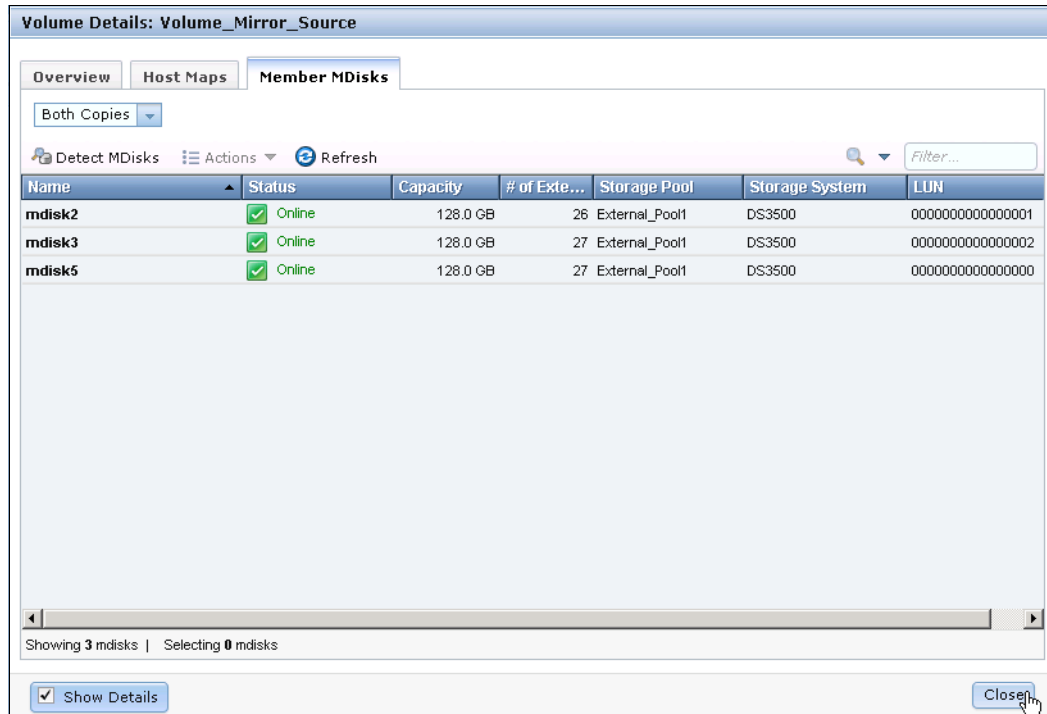 Volume Details: Volume_Mirror_Source
Overview Host Maps Member MDisks
Both Copies
Detect MDisks Actions Refresh Filter...
Name Status Capacity # of Exte... Storage Pool Storage System LUN
mdisk2 Online 128.0 GB 26 External_Pool1 DS3500 0000000000000001
mdisk3 Online 128.0 GB 27 External_Pool1 DS3500 0000000000000002
mdisk5 Online 128.0 GB 27 External_Pool1 DS3500 0000000000000000
Showing 3 mdisks | Selecting 0 mdisks
Show Details Close